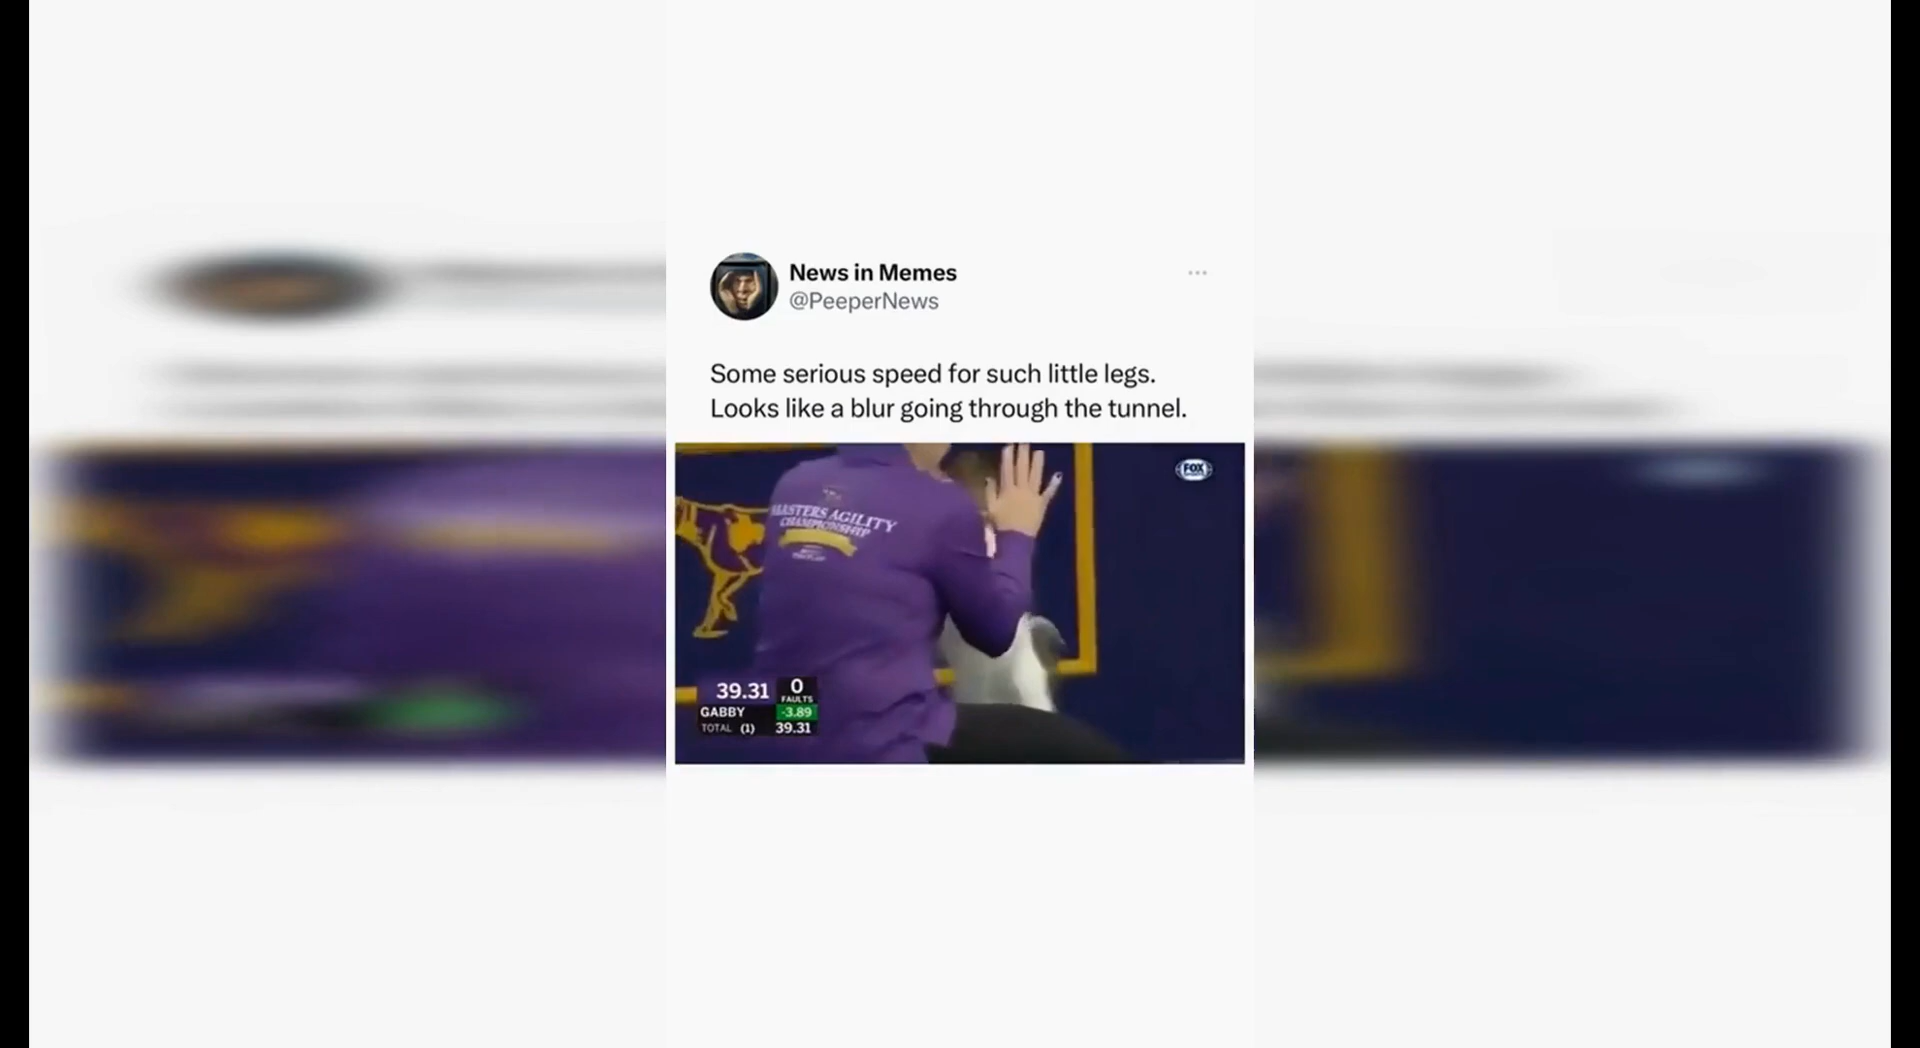 News in Memes
@PeeperNews
Some serious speed for such little legs.
Looks like a blur going through the tunnel.
FOX
MASTERS AGILITY
CHAMPIONSHIP
39.31 0
FAULTS
GABBY -3.89
TOTAL (1) 39.31